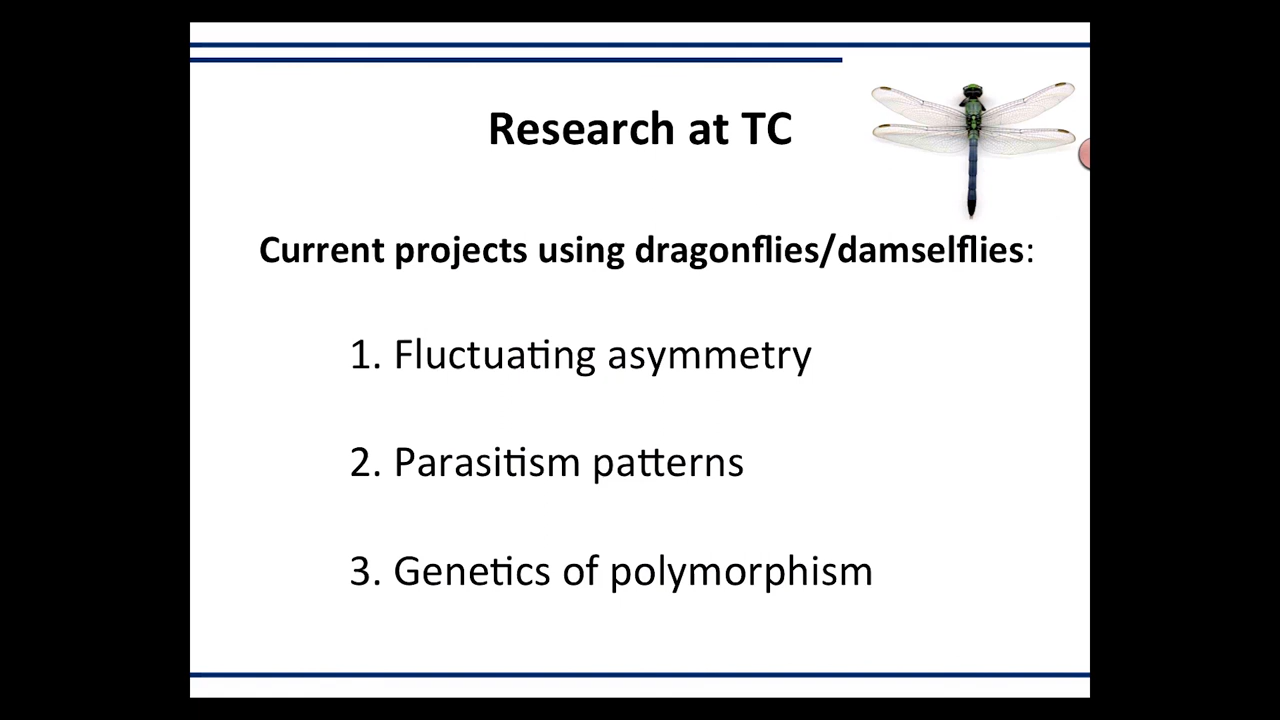 Research at TC
Current projects using dragonflies/damselflies:
1. Fluctuating asymmetry
2. Parasitism patterns
3. Genetics of polymorphism